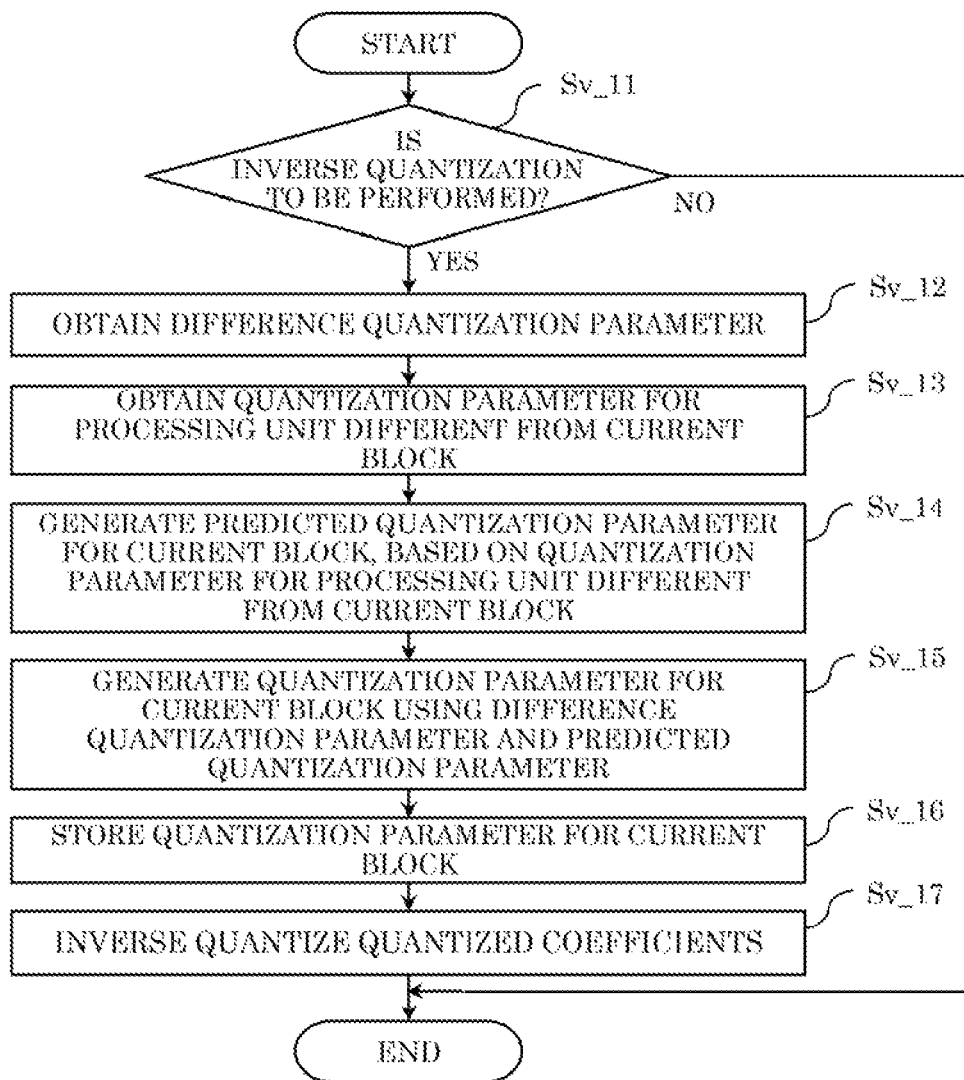 START
Sv_11
IS
INVERSE QUANTIZATION
TO BE PERFORMED?
NO
YES
Sv_12
OBTAIN DIFFERENCE QUANTIZATION PARAMETER
Sv_13
OBTAIN QUANTIZATION PARAMETER FOR
PROCESSING UNIT DIFFERENT FROM CURRENT
BLOCK
Sv_14
GENERATE PREDICTED QUANTIZATION PARAMETER
FOR CURRENT BLOCK, BASED ON QUANTIZATION
PARAMETER FOR PROCESSING UNIT DIFFERENT
FROM CURRENT BLOCK
Sv_15
GENERATE QUANTIZATION PARAMETER FOR
CURRENT BLOCK USING DIFFERENCE
QUANTIZATION PARAMETER AND PREDICTED
QUANTIZATION PARAMETER
Sv_16
STORE QUANTIZATION PARAMETER FOR CURRENT
BLOCK
Sv_17
INVERSE QUANTIZE QUANTIZED COEFFICIENTS
END